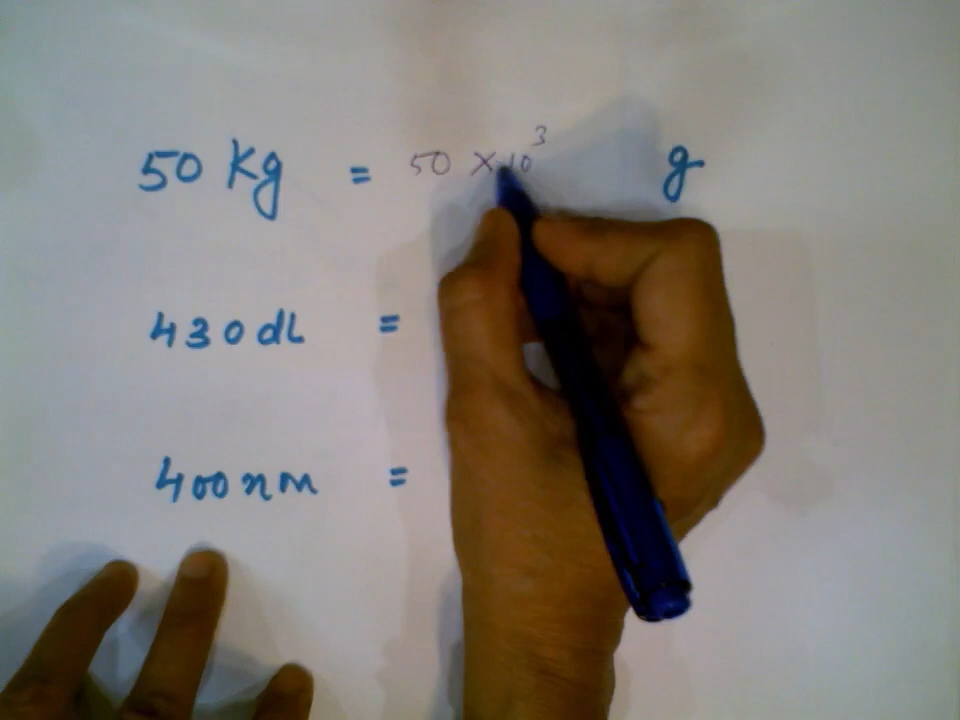 50 Kg = 50 X 10³ g
430 dL =
400 nm =